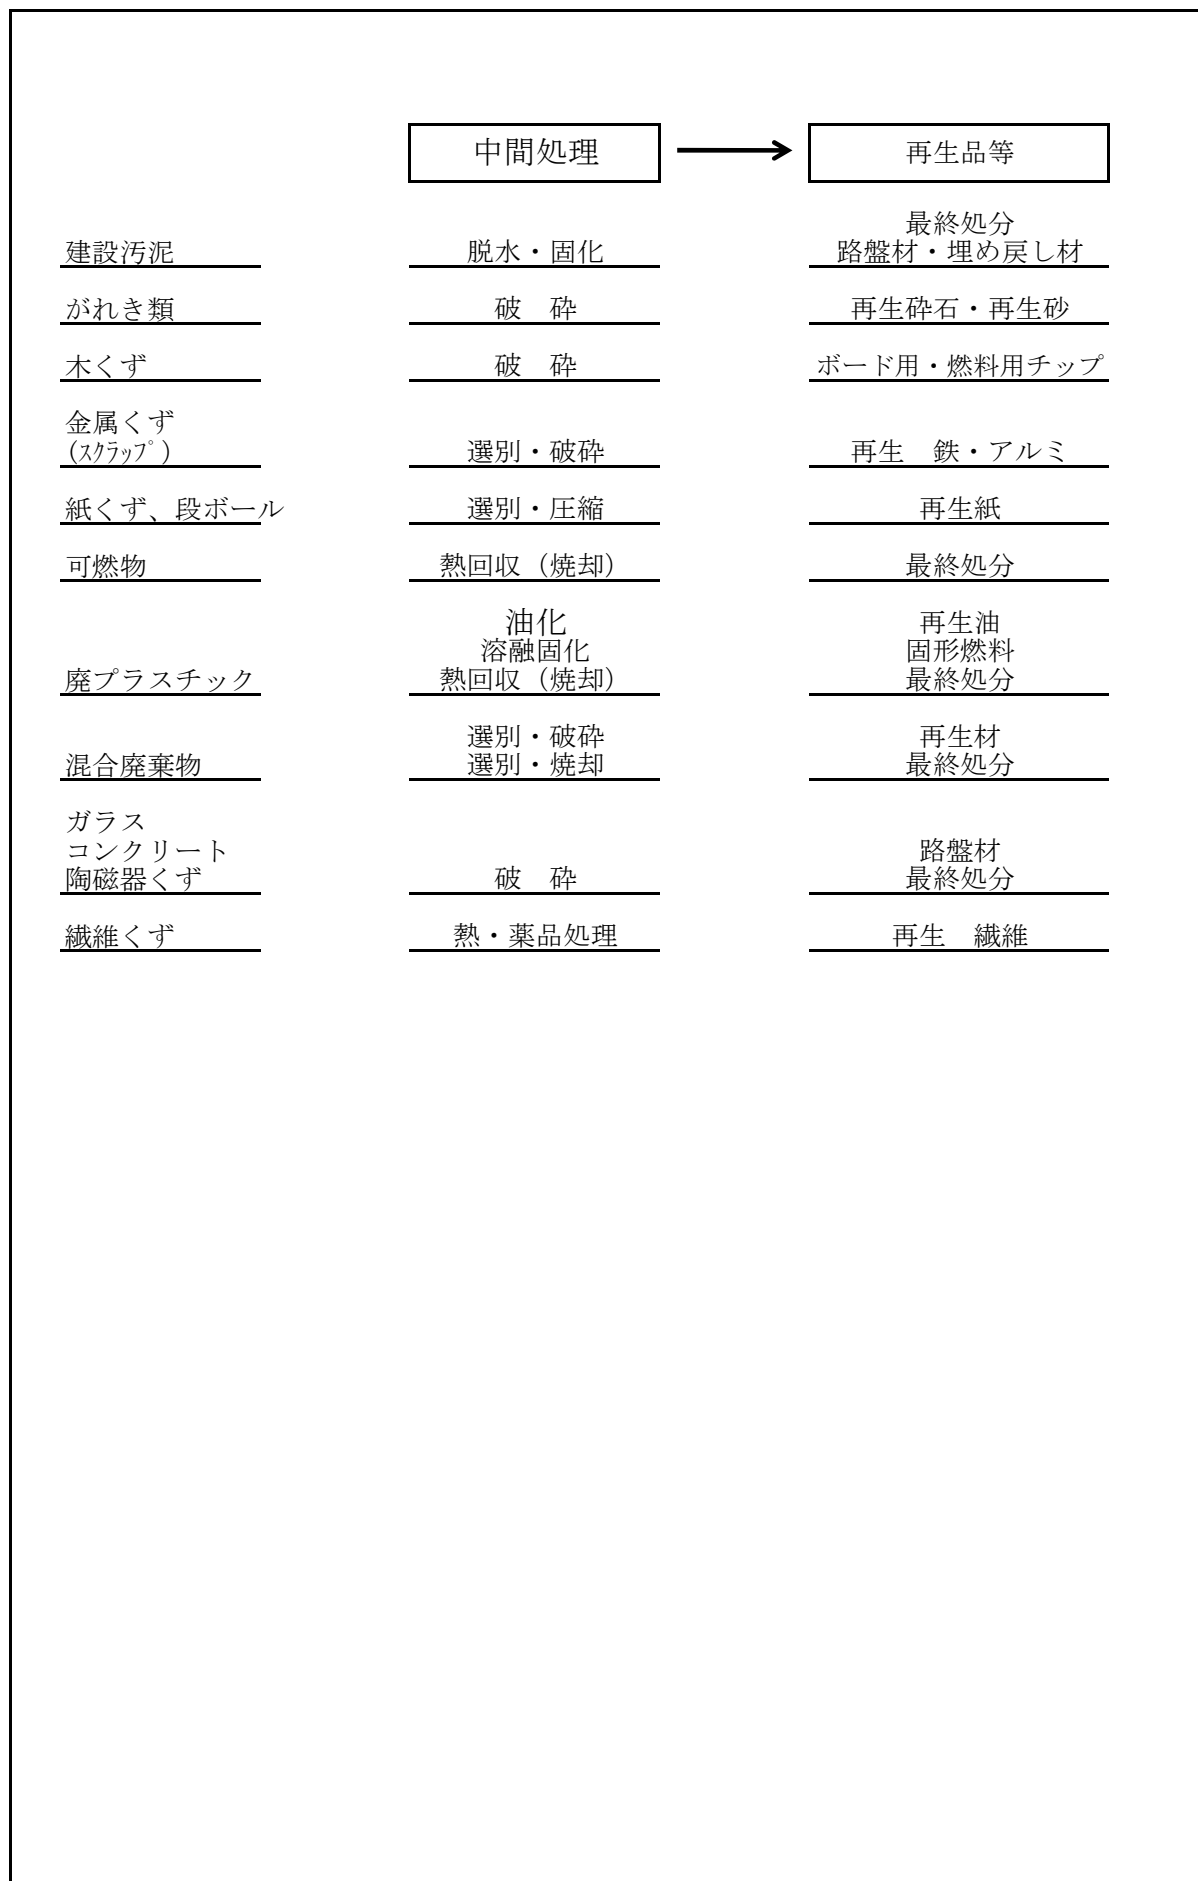 中間処理
再生品等
最終処分
建設汚泥 脱水・固化 路盤材・埋め戻し材
がれき類 破　砕 再生砕石・再生砂
木くず 破　砕 ボード用・燃料用チップ
金属くず
(ｽｸﾗｯﾌﾟ) 選別・破砕 再生　鉄・アルミ
紙くず、段ボール 選別・圧縮 再生紙
可燃物 熱回収（焼却） 最終処分
油化 再生油
溶融固化 固形燃料
廃プラスチック 熱回収（焼却） 最終処分
選別・破砕 再生材
混合廃棄物 選別・焼却 最終処分
ガラス
コンクリート 路盤材
陶磁器くず 破　砕 最終処分
繊維くず 熱・薬品処理 再生　繊維